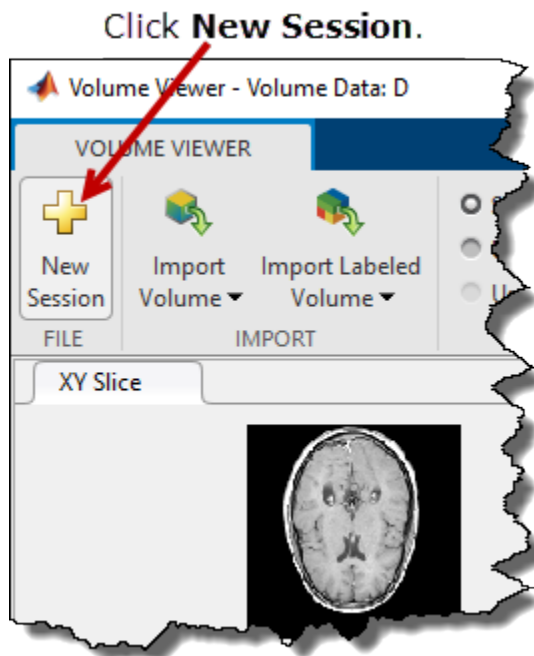 Click New Session.
Volume Viewer - Volume Data: D
VOLUME VIEWER
New
Session
Import
Volume
Import Labeled
Volume
FILE
IMPORT
XY Slice